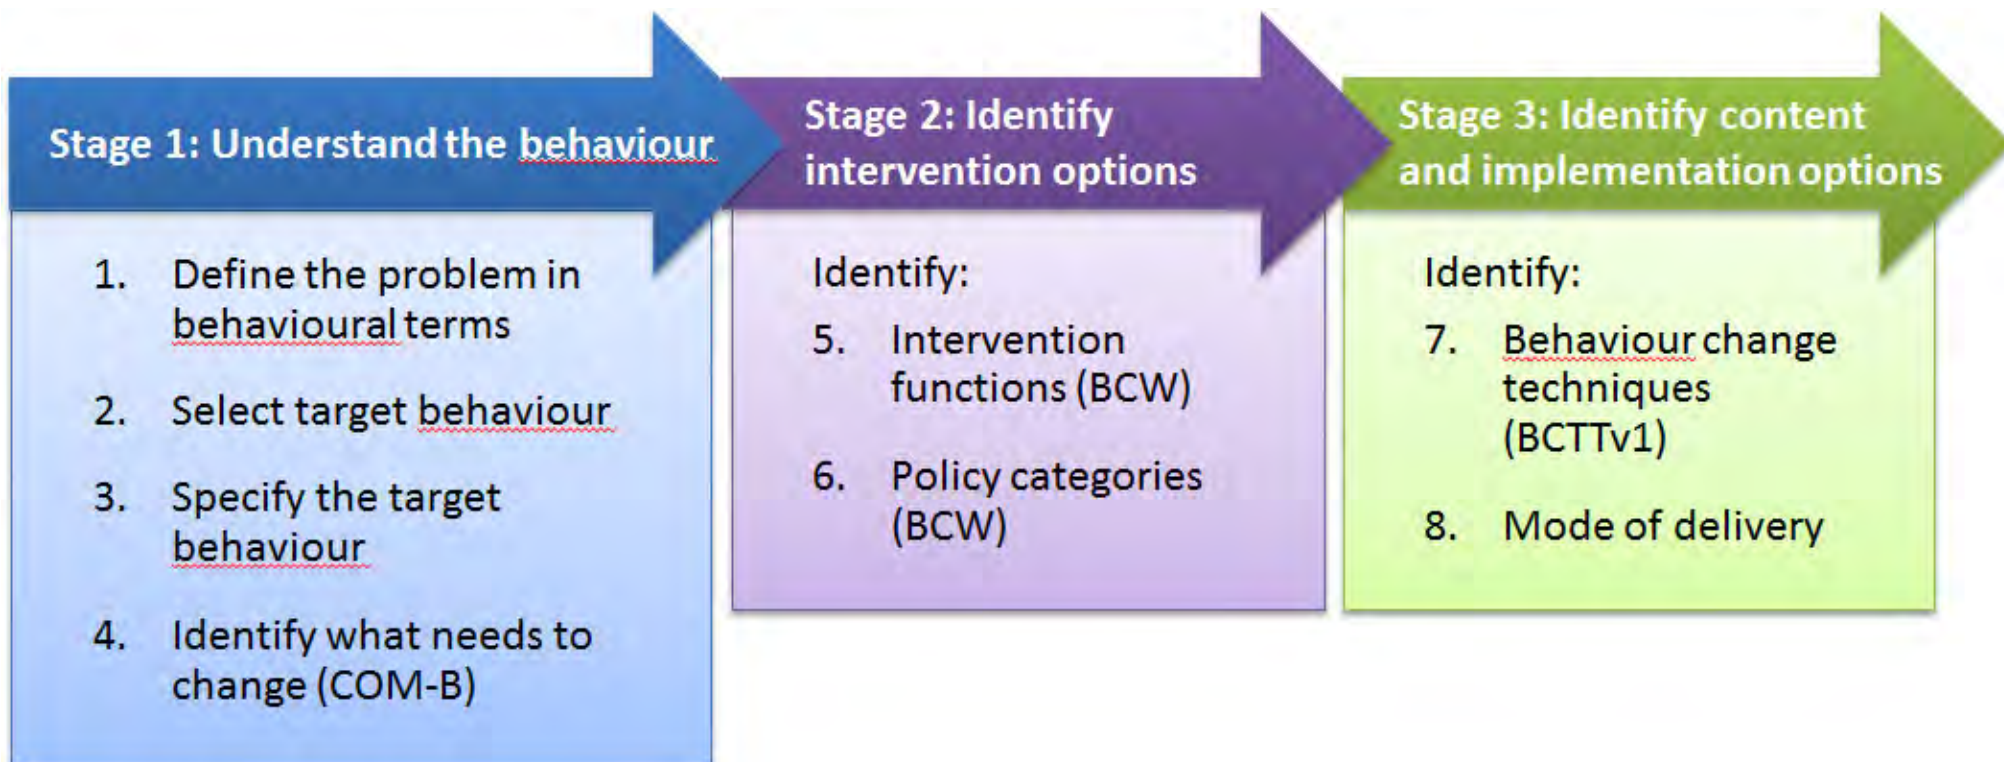 Stage 1: Understand the behaviour
1. Define the problem in
behavioural terms
2. Select target behaviour
3. Specify the target
behaviour
4. Identify what needs to
change (COM-B)
Stage 2: Identify
intervention options
Identify:
5. Intervention
functions (BCW)
6. Policy categories
(BCW)
Stage 3: Identify content
and implementation options
Identify:
7. Behaviour change
techniques
(BCTTv1)
8. Mode of delivery